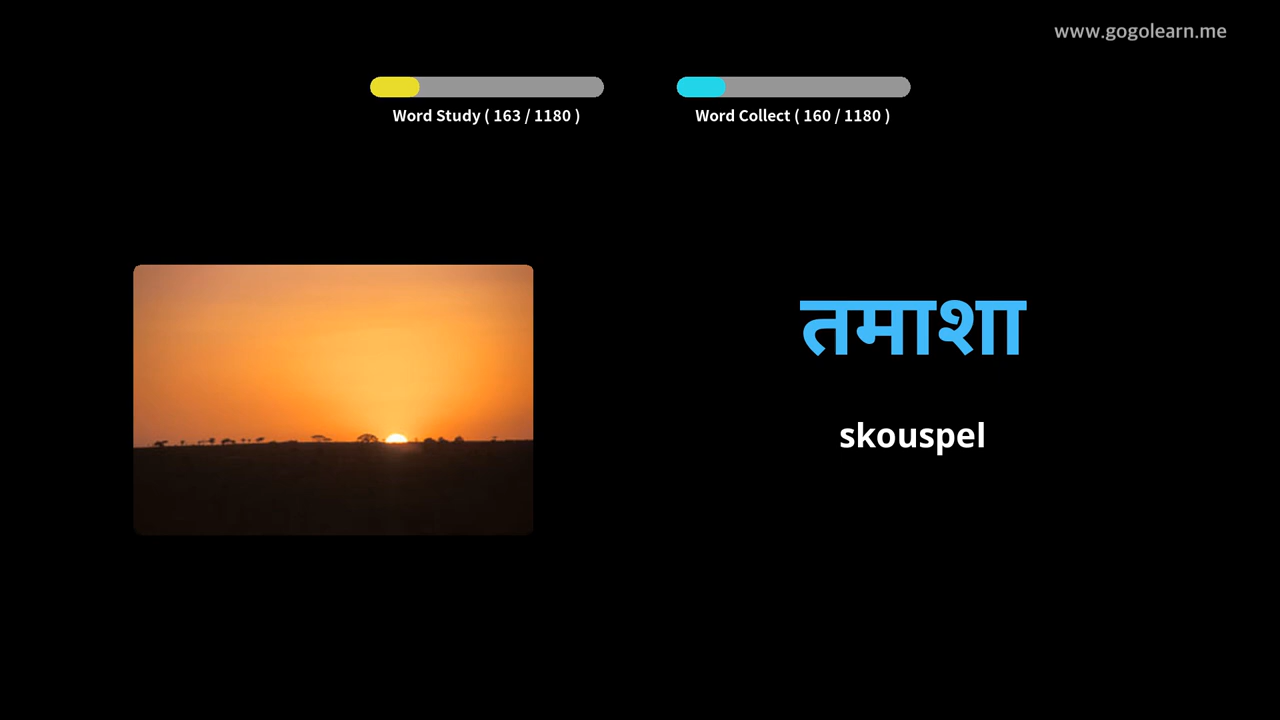 www.gogolearn.me
Word Study ( 163 / 1180 )
Word Collect ( 160 / 1180 )
तमाशा
skouspel